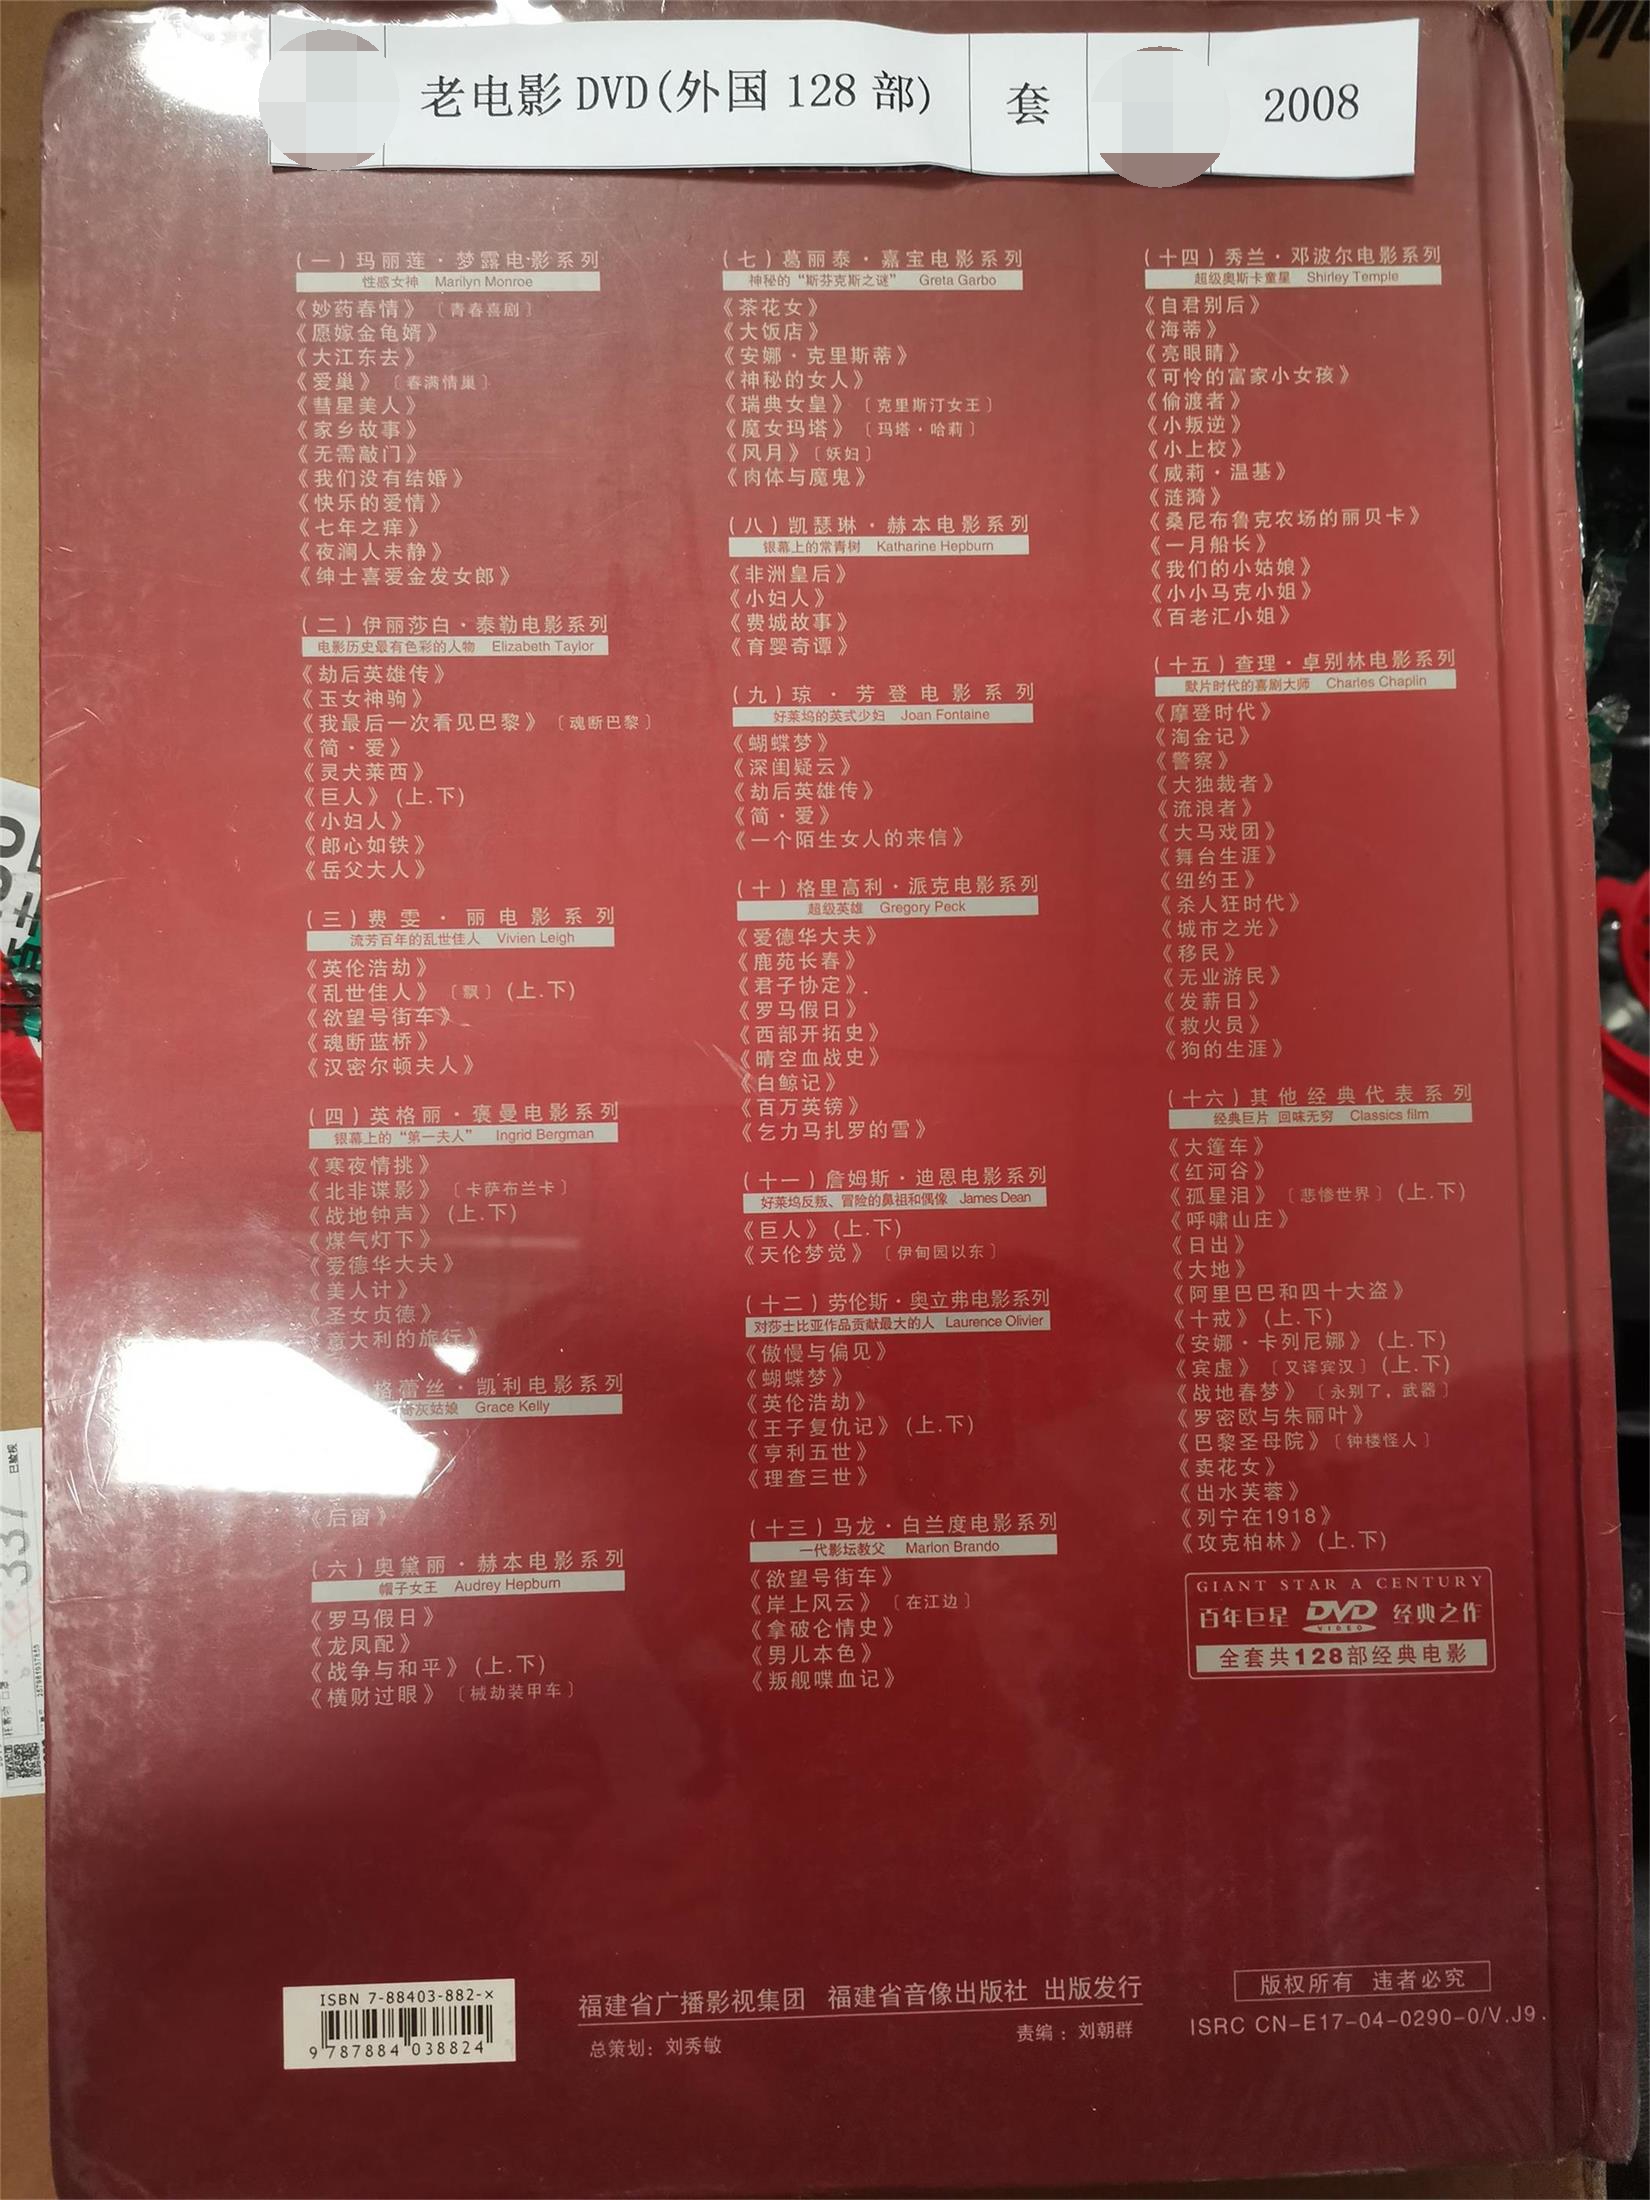 老电影DVD(外国128部)
套
2008
(一)玛丽莲·梦露电影系列
性感女神 Marilyn Monroe
《妙药春情》〔青春喜剧〕
《愿嫁金龟婿》
《大江东去》
《爱巢》〔春满情巢〕
《彗星美人》
《家乡故事》
《无需敲门》
《我们没有结婚》
《快乐的爱情》
《七年之痒》
《夜澜人未静》
《绅士喜爱金发女郎》
(二)伊丽莎白·泰勒电影系列
电影历史最有色彩的人物 Elizabeth Taylor
《劫后英雄传》
《玉女神驹》
《我最后一次看见巴黎》〔魂断巴黎〕
《简·爱》
《灵犬莱西》
《巨人》(上.下)
《小妇人》
《郎心如铁》
《岳父大人》
(三)费雯·丽电影系列
流芳百年的乱世佳人 Vivien Leigh
《英伦浩劫》
《乱世佳人》〔飘〕(上.下)
《欲望号街车》
《魂断蓝桥》
《汉密尔顿夫人》
(四)英格丽·褒曼电影系列
银幕上的“第一夫人” Ingrid Bergman
《寒夜情挑》
《北非谍影》〔卡萨布兰卡〕
《战地钟声》(上.下)
《煤气灯下》
《爱德华大夫》
《美人计》
《圣女贞德》
《意大利的旅行》
格蕾丝·凯利电影系列
灰姑娘 Grace Kelly
《后窗》
(六)奥黛丽·赫本电影系列
帽子女王 Audrey Hepburn
《罗马假日》
《龙凤配》
《战争与和平》(上.下)
《横财过眼》〔械劫装甲车〕
(七)葛丽泰·嘉宝电影系列
神秘的“斯芬克斯之谜” Greta Garbo
《茶花女》
《大饭店》
《安娜·克里斯蒂》
《神秘的女人》
《瑞典女皇》〔克里斯汀女王〕
《魔女玛塔》〔玛塔·哈莉〕
《风月》〔妖妇〕
《肉体与魔鬼》
(八)凯瑟琳·赫本电影系列
银幕上的常青树 Katharine Hepburn
《非洲皇后》
《小妇人》
《费城故事》
《育婴奇谭》
(九)琼·芳登电影系列
好莱坞的英式少妇 Joan Fontaine
《蝴蝶梦》
《深闺疑云》
《劫后英雄传》
《简·爱》
《一个陌生女人的来信》
(十)格里高利·派克电影系列
超级英雄 Gregory Peck
《爱德华大夫》
《鹿苑长春》
《君子协定》.
《罗马假日》
《西部开拓史》
《晴空血战史》
《白鲸记》
《百万英镑》
《乞力马扎罗的雪》
(十一)詹姆斯·迪恩电影系列
好莱坞反叛、冒险的鼻祖和偶像 James Dean
《巨人》(上.下)
《天伦梦觉》〔伊甸园以东〕
(十二)劳伦斯·奥立弗电影系列
对莎士比亚作品贡献最大的人 Laurence Olivier
《傲慢与偏见》
《蝴蝶梦》
《英伦浩劫》
《王子复仇记》(上.下)
《亨利五世》
《理查三世》
(十三)马龙·白兰度电影系列
一代影坛教父 Marlon Brando
《欲望号街车》
《岸上风云》〔在江边〕
《拿破仑情史》
《男儿本色》
《叛舰喋血记》
(十四)秀兰·邓波尔电影系列
超级奥斯卡童星 Shirley Temple
《自君别后》
《海蒂》
《亮眼睛》
《可怜的富家小女孩》
《偷渡者》
《小叛逆》
《小上校》
《威莉·温基》
《涟漪》
《桑尼布鲁克农场的丽贝卡》
《一月船长》
《我们的小姑娘》
《小小马克小姐》
《百老汇小姐》
(十五)查理·卓别林电影系列
默片时代的喜剧大师 Charles Chaplin
《摩登时代》
《淘金记》
《警察》
《大独裁者》
《流浪者》
《大马戏团》
《舞台生涯》
《纽约王》
《杀人狂时代》
《城市之光》
《移民》
《无业游民》
《发薪日》
《救火员》
《狗的生涯》
(十六)其他经典代表系列
经典巨片 回味无穷 Classics film
《大篷车》
《红河谷》
《孤星泪》〔悲惨世界〕(上.下)
《呼啸山庄》
《日出》
《大地》
《阿里巴巴和四十大盗》
《十戒》(上.下)
《安娜·卡列尼娜》(上.下)
《宾虚》〔又译宾汉〕(上.下)
《战地春梦》〔永别了，武器〕
《罗密欧与朱丽叶》
《巴黎圣母院》〔钟楼怪人〕
《卖花女》
《出水芙蓉》
《列宁在1918》
《攻克柏林》(上.下)
GIANT STAR A CENTURY
百年巨星 DVD VIDEO 经典之作
全套共128部经典电影
ISBN 7-88403-882-x
9 787884 038824
福建省广播影视集团 福建省音像出版社 出版发行
总策划：刘秀敏
责编：刘朝群
版权所有 违者必究
ISRC CN-E17-04-0290-0/V.J9.
已验视
337